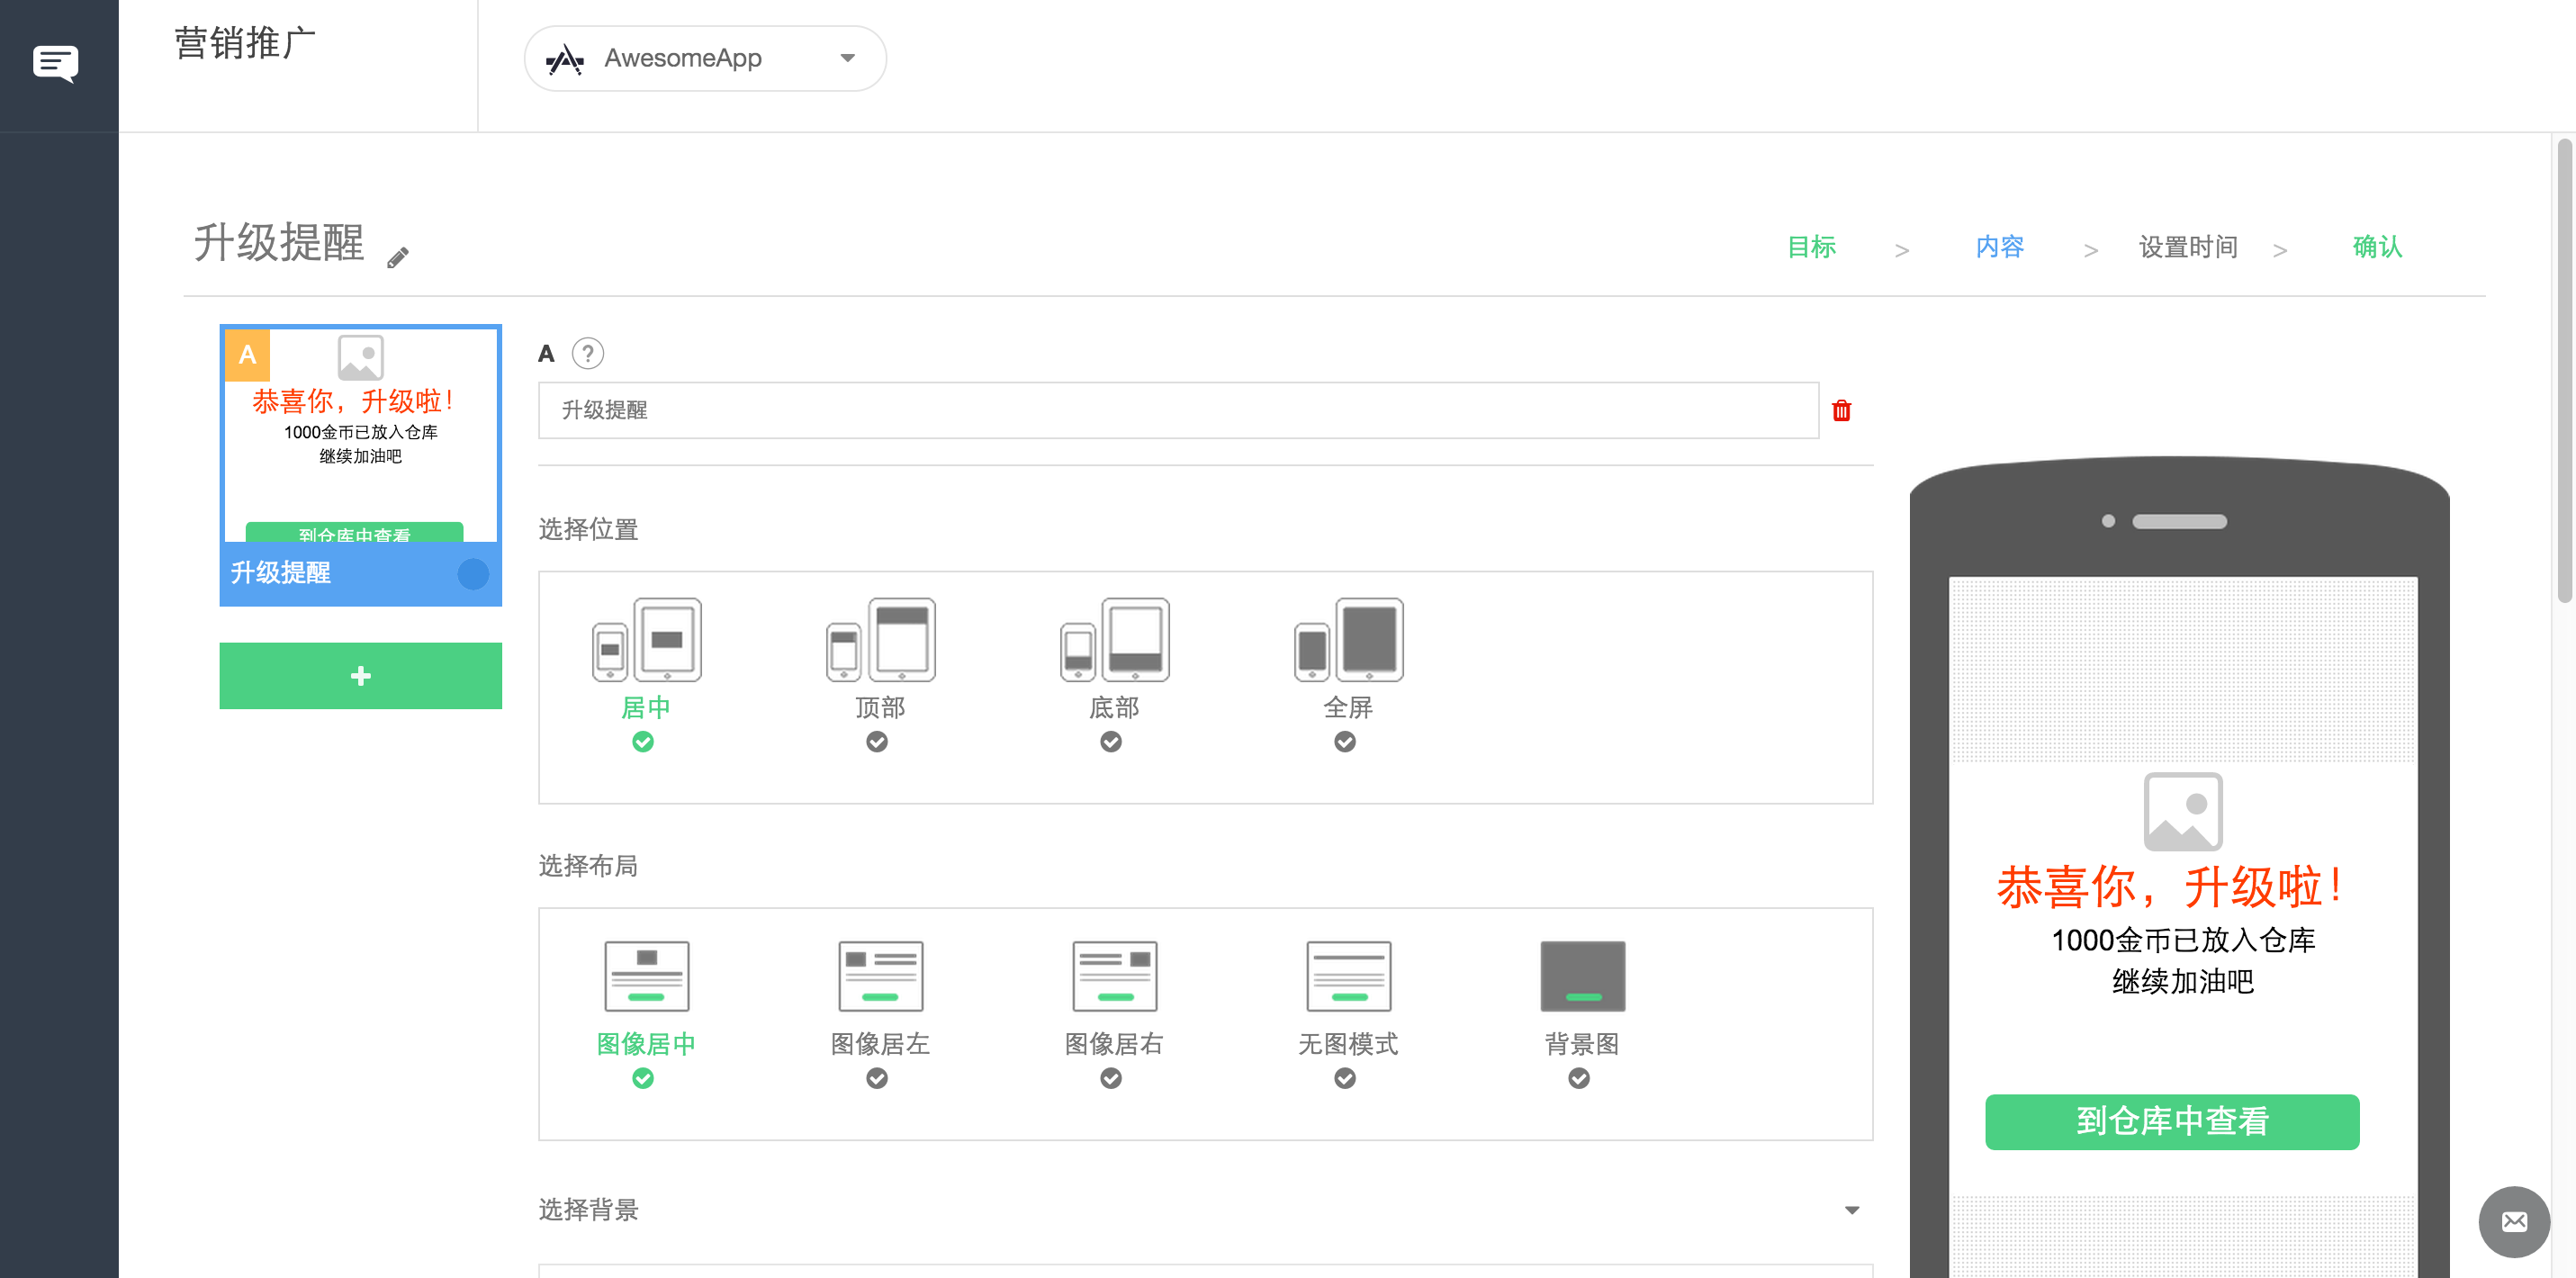 营销推广
AwesomeApp
升级提醒
目标 > 内容 > 设置时间 > 确认
A
恭喜你，升级啦！
1000金币已放入仓库
继续加油吧
到仓库中查看
升级提醒
+
A ?
升级提醒
选择位置
居中 顶部 底部 全屏
选择布局
图像居中 图像居左 图像居右 无图模式 背景图
选择背景
恭喜你，升级啦！
1000金币已放入仓库
继续加油吧
到仓库中查看